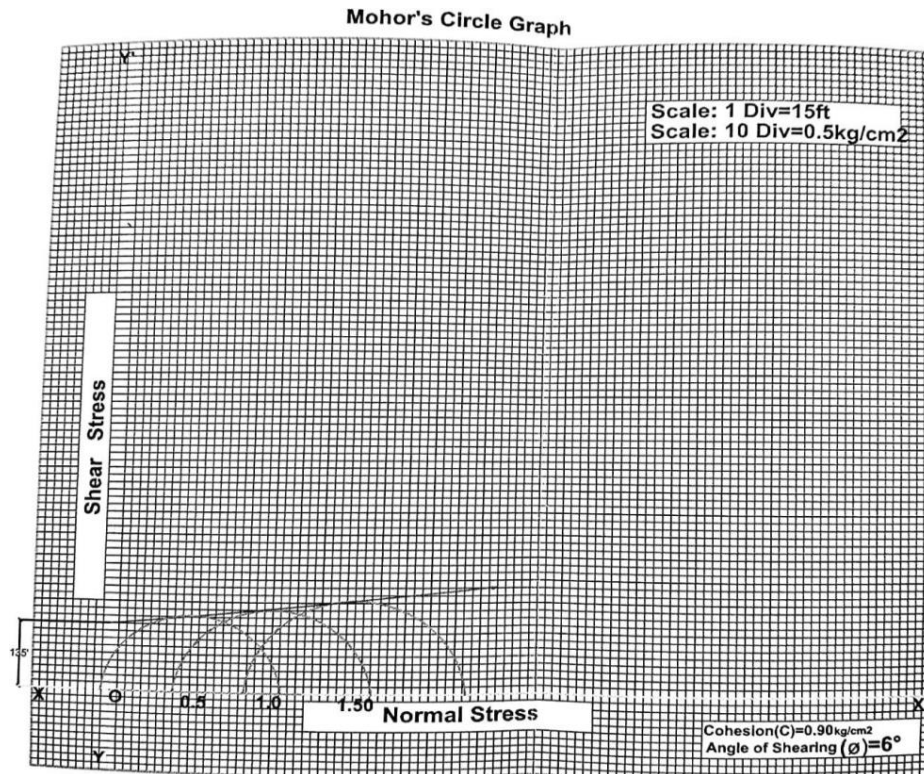 Mohor's Circle Graph
Y'
Scale: 1 Div=15ft
Scale: 10 Div=0.5kg/cm2
Shear Stress
135'
X O 0.5 1.0 1.50 X
Normal Stress
Y
Cohesion(C)=0.90kg/cm2
Angle of Shearing (ø)=6°